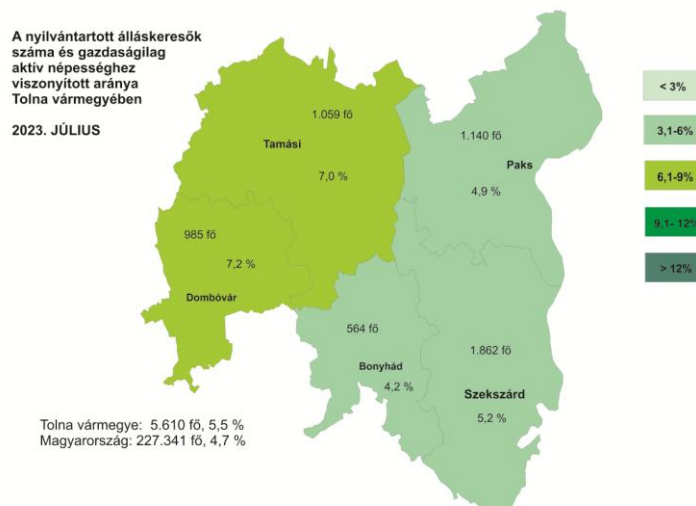 A nyilvántartott álláskeresők
száma és gazdaságilag
aktív népességhez
viszonyított aránya
Tolna vármegyében
2023. JÚLIUS
1.059 fő
Tamási
7,0 %
1.140 fő
Paks
4,9 %
985 fő
7,2 %
Dombóvár
564 fő
Bonyhád
4,2 %
1.862 fő
Szekszárd
5,2 %
< 3%
3,1-6%
6,1-9%
9,1- 12%
> 12%
Tolna vármegye: 5.610 fő, 5,5 %
Magyarország: 227.341 fő, 4,7 %